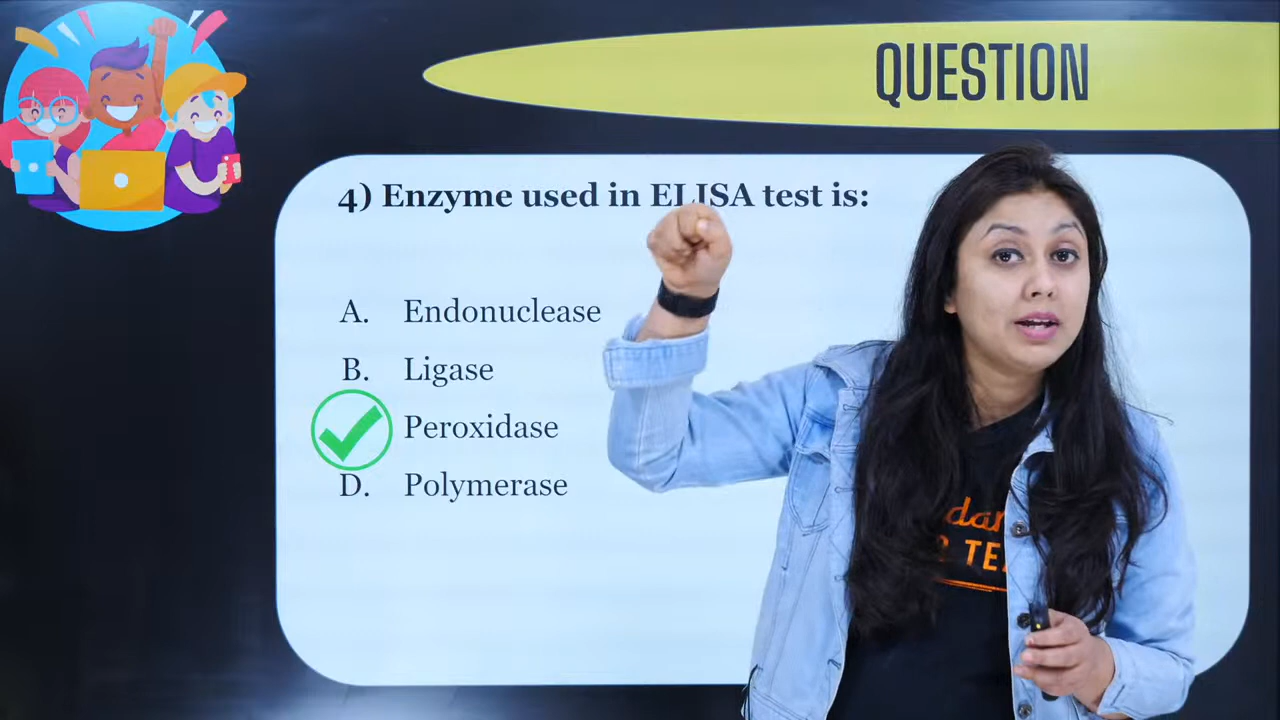 QUESTION
4) Enzyme used in ELISA test is:
A. Endonuclease
B. Ligase
Peroxidase
D. Polymerase